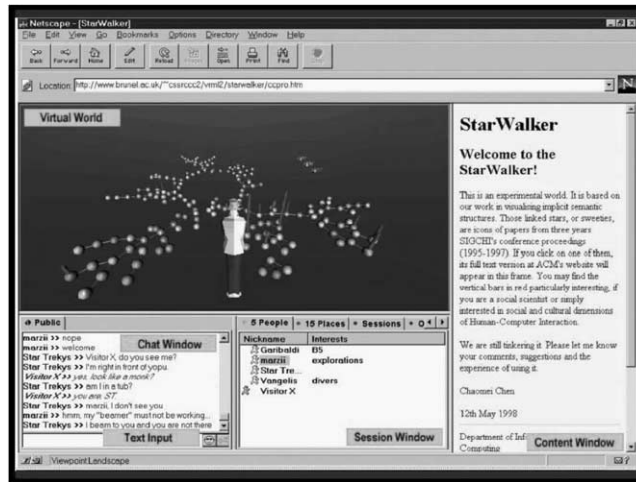 Netscape - [StarWalker]
File Edit View Go Bookmarks Options Directory Window Help
Back Forward Home Edit Reload Images Open Print Find Stop
Location: http://www.brunel.ac.uk/~cssrccc2/vrml2/starwalker/ccpro.htm
Virtual World
StarWalker
Welcome to the
StarWalker!
This is an experimental world. It is based
on our work in visualising implicit semantic
structures. Those linked stars, or sweeties,
are icons of papers from three years
SIGCHI's conference proceedings
(1995-1997). If you click on one of them,
its full text version at ACM's website will
appear in this frame. You may find the
vertical bars in red particularly interesting, if
you are a social scientist or simply
interested in social and cultural dimensions
of Human-Computer Interaction.
We are still tinkering it. Please let me know
your comments, suggestions and the
experience of using it.
Chaomei Chen
12th May 1998
Department of Inf
Computing
Content Window
Public
marzii >> nope
marzii >> welcome
Star Trekys >> Visitor X, do you see me?
Star Trekys >> I'm right in front of yopu.
Visitor X >> yes, look like a monk?
Star Trekys >> am I in a tub?
Visitor X >> you are, ST.
Star Trekys >> marzii, I don't see you
marzii >> hmm, my "beamer" must not be working...
Star Trekys >> I beam to you and you are not there
Chat Window
Text Input
5 People 15 Places Sessions O
Nickname Interests
Garibaldi B5
marzii explorations
Star Tre...
Vangelis divers
Visitor X
Session Window
Viewpoint:Landscape